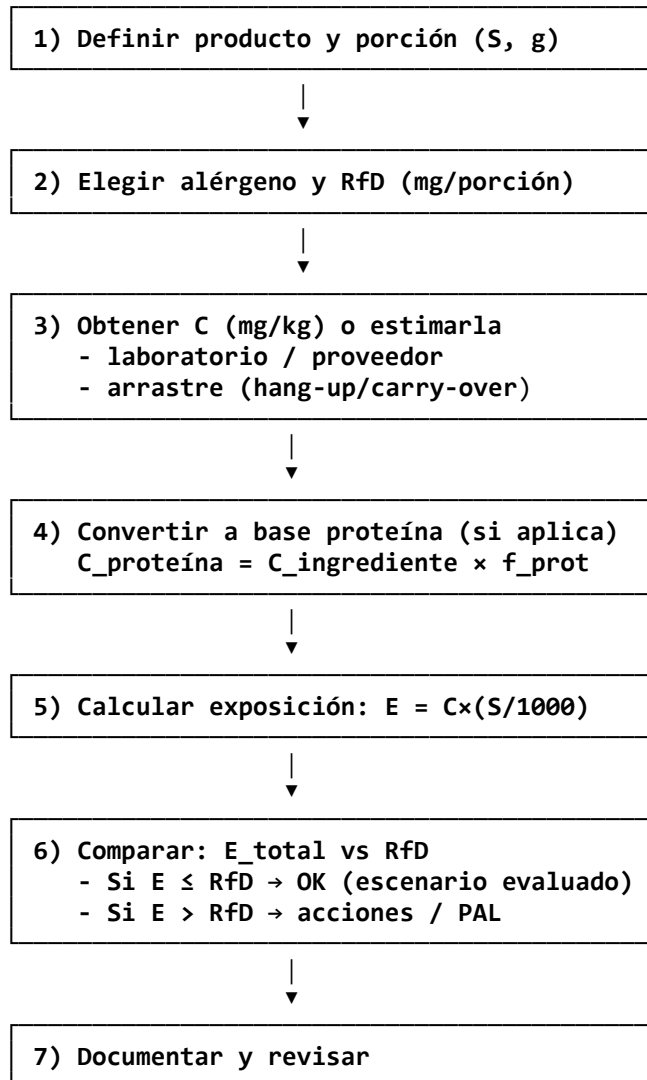 1) Definir producto y porción (S, g)
2) Elegir alérgeno y RfD (mg/porción)
3) Obtener C (mg/kg) o estimarla
- laboratorio / proveedor
- arrastre (hang-up/carry-over)
4) Convertir a base proteína (si aplica)
C_proteína = C_ingrediente × f_prot
5) Calcular exposición: E = C×(S/1000)
6) Comparar: E_total vs RfD
- Si E ≤ RfD → OK (escenario evaluado)
- Si E > RfD → acciones / PAL
7) Documentar y revisar